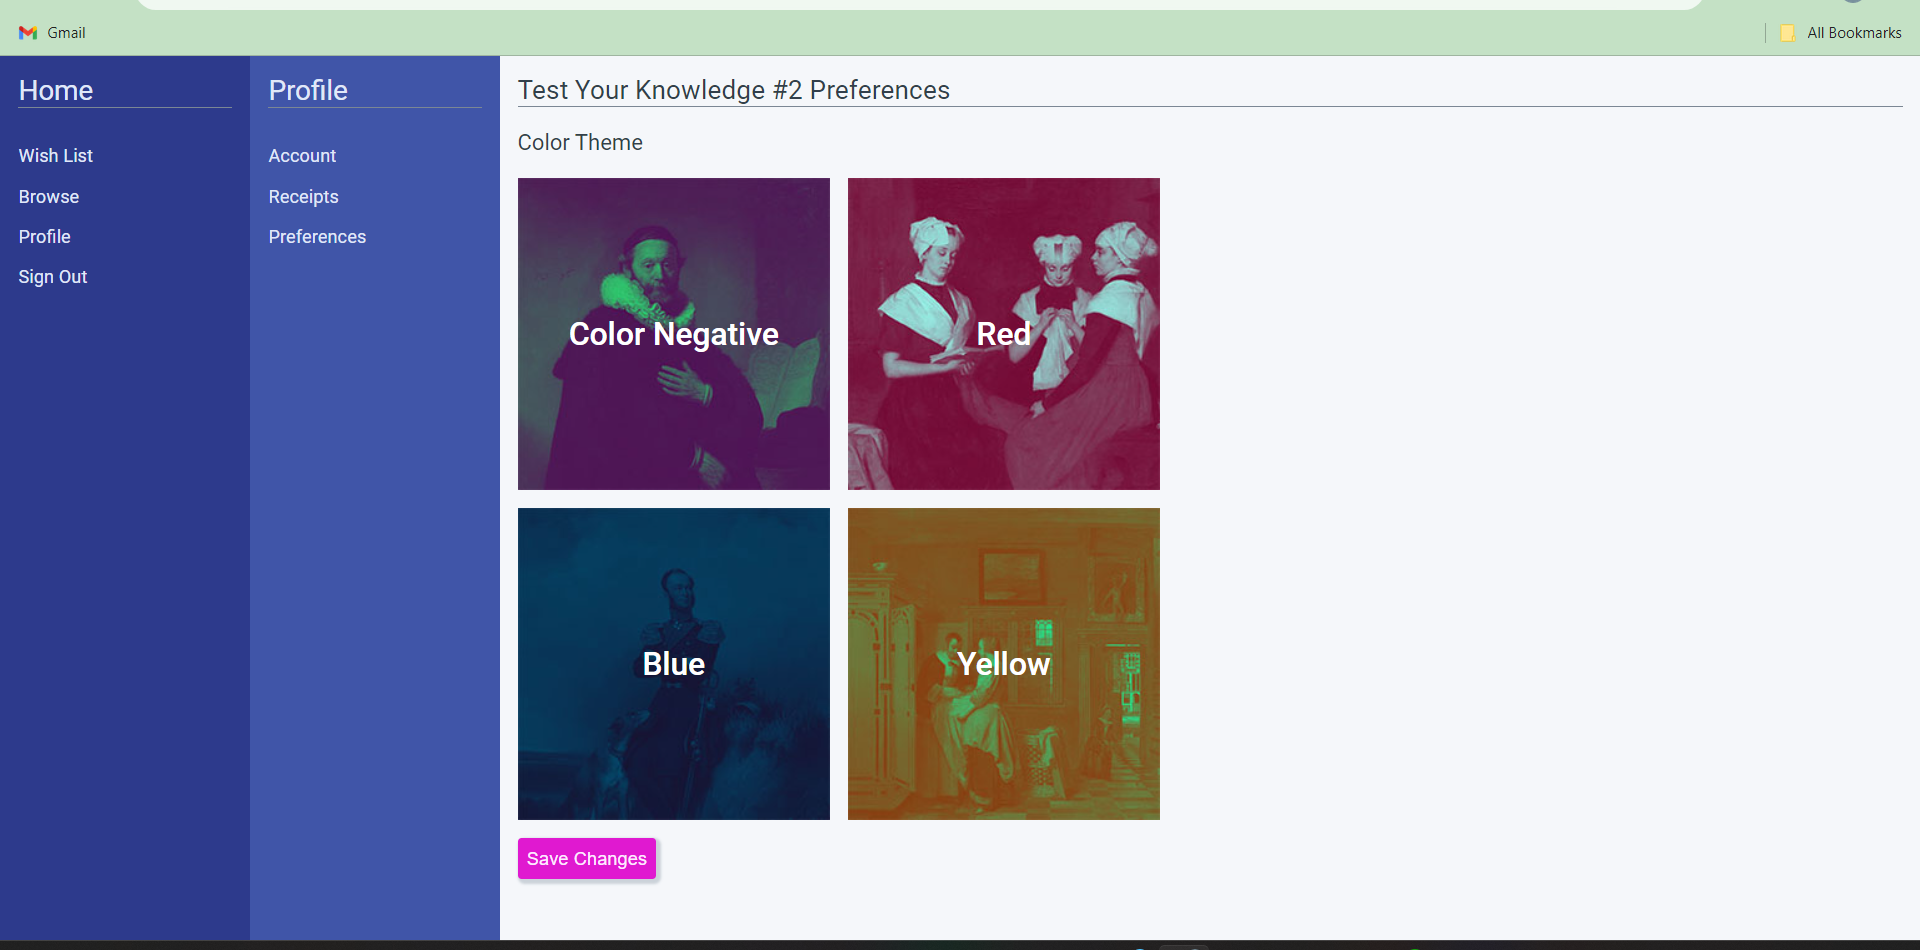 Gmail
All Bookmarks
Home
Wish List
Browse
Profile
Sign Out
Profile
Account
Receipts
Preferences
Test Your Knowledge #2 Preferences
Color Theme
Color Negative
Red
Blue
Yellow
Save Changes